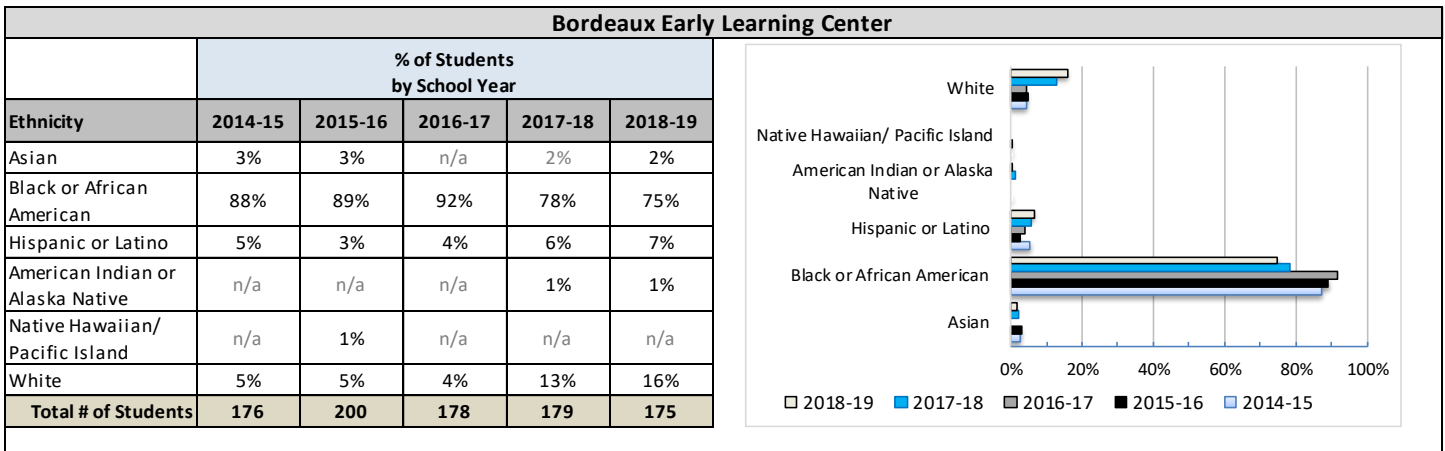 Bordeaux Early Learning Center
% of Students
by School Year
Ethnicity 2014-15 2015-16 2016-17 2017-18 2018-19
Asian 3% 3% n/a 2% 2%
Black or African
American 88% 89% 92% 78% 75%
Hispanic or Latino 5% 3% 4% 6% 7%
American Indian or
Alaska Native n/a n/a n/a 1% 1%
Native Hawaiian/
Pacific Island n/a 1% n/a n/a n/a
White 5% 5% 4% 13% 16%
Total # of Students 176 200 178 179 175
White
Native Hawaiian/ Pacific Island
American Indian or Alaska
Native
Hispanic or Latino
Black or African American
Asian
0% 20% 40% 60% 80% 100%
2018-19 2017-18 2016-17 2015-16 2014-15